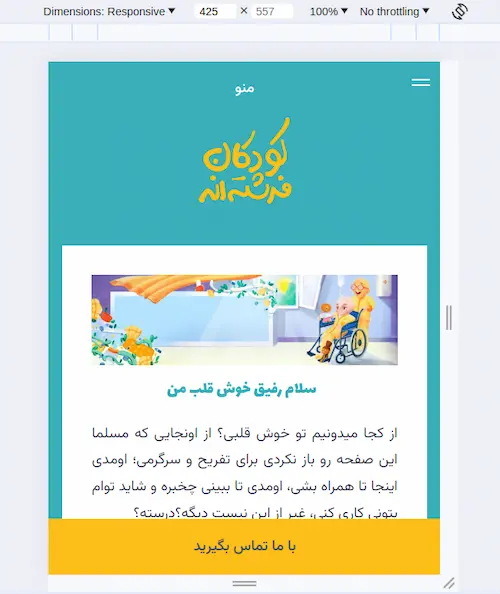 Dimensions: Responsive 425 × 557 100% No throttling
منو
کودکان
فرشته‌اند
سلام رفیق خوش قلب من
از کجا میدونیم تو خوش قلبی؟ از اونجایی که مسلما
این صفحه رو باز نکردی برای تفریح و سرگرمی؛ اومدی
اینجا تا همراه بشی، اومدی تا ببینی چخبره و شاید توام
بتونی کاری کنی، غیر از این نیست دیگه؟درسته؟
با ما تماس بگیرید